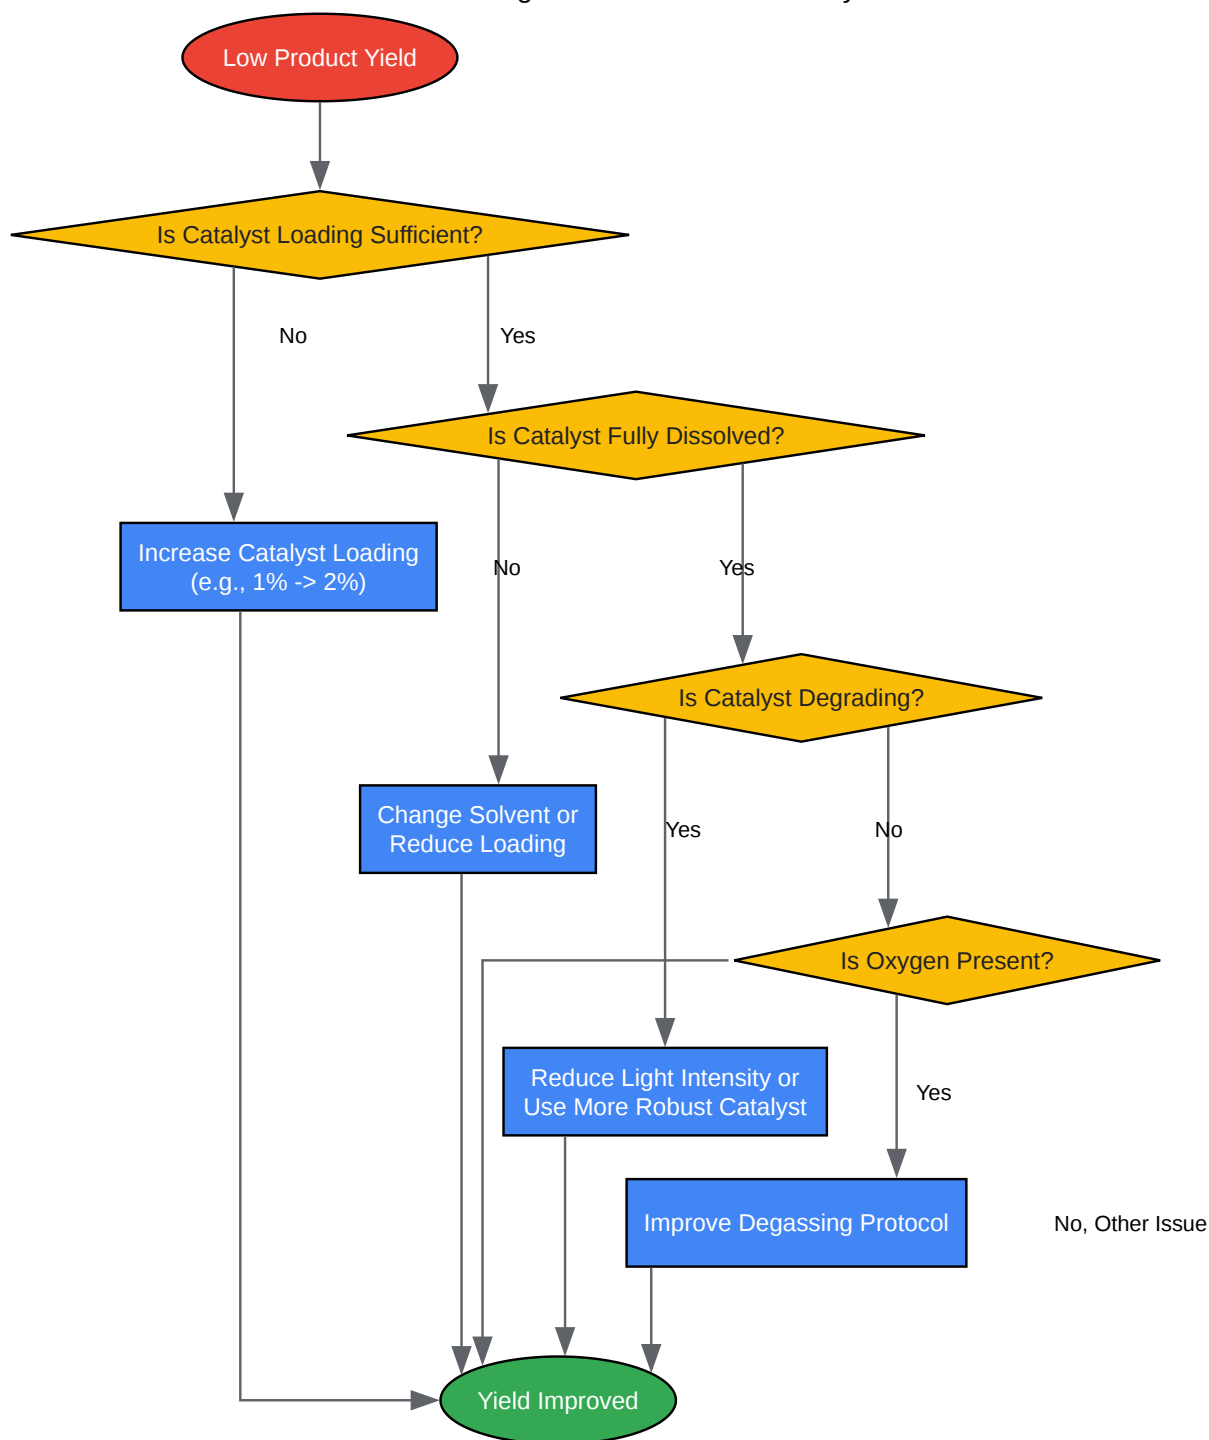 Low Product Yield
Is Catalyst Loading Sufficient?
No
Yes
Is Catalyst Fully Dissolved?
Increase Catalyst Loading
(e.g., 1% -> 2%)
No
Yes
Is Catalyst Degrading?
Change Solvent or
Reduce Loading
Yes
No
Is Oxygen Present?
Reduce Light Intensity or
Use More Robust Catalyst
Yes
Improve Degassing Protocol
No, Other Issue
Yield Improved